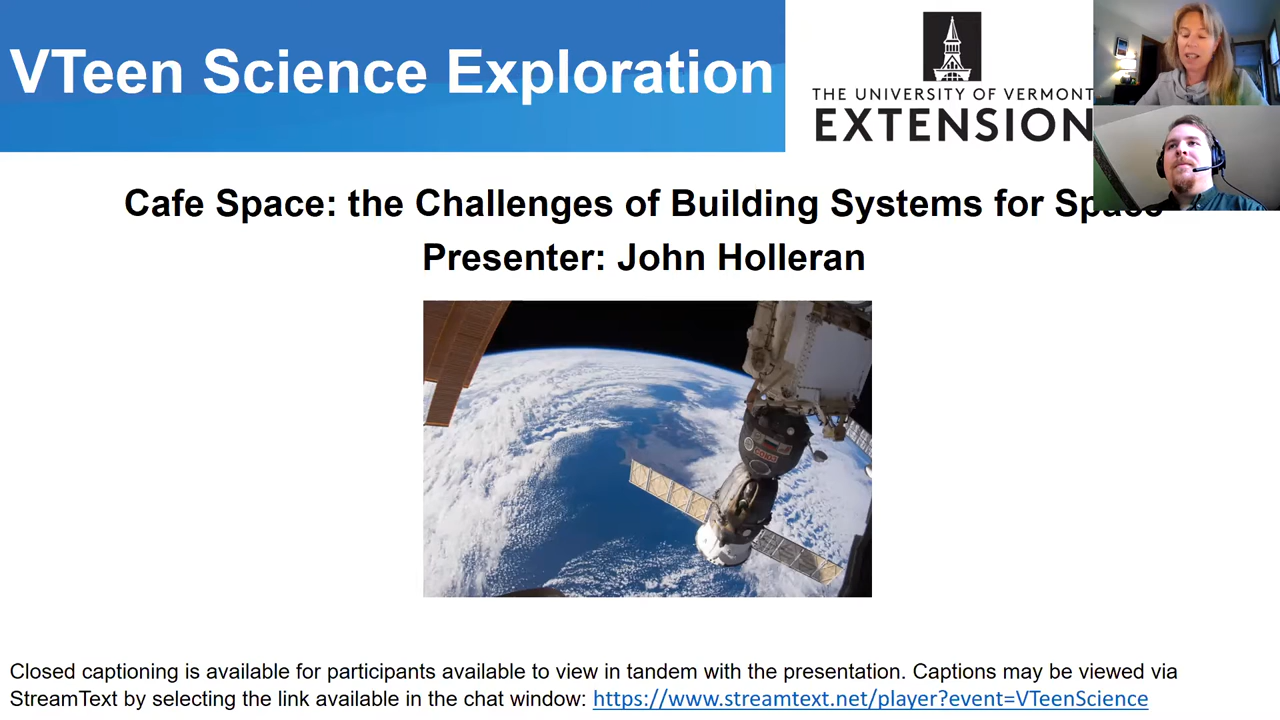 VTeen Science Exploration
THE UNIVERSITY OF VERMONT
EXTENSION
Cafe Space: the Challenges of Building Systems for Space
Presenter: John Holleran
Closed captioning is available for participants available to view in tandem with the presentation. Captions may be viewed via
StreamText by selecting the link available in the chat window: https://www.streamtext.net/player?event=VTeenScience